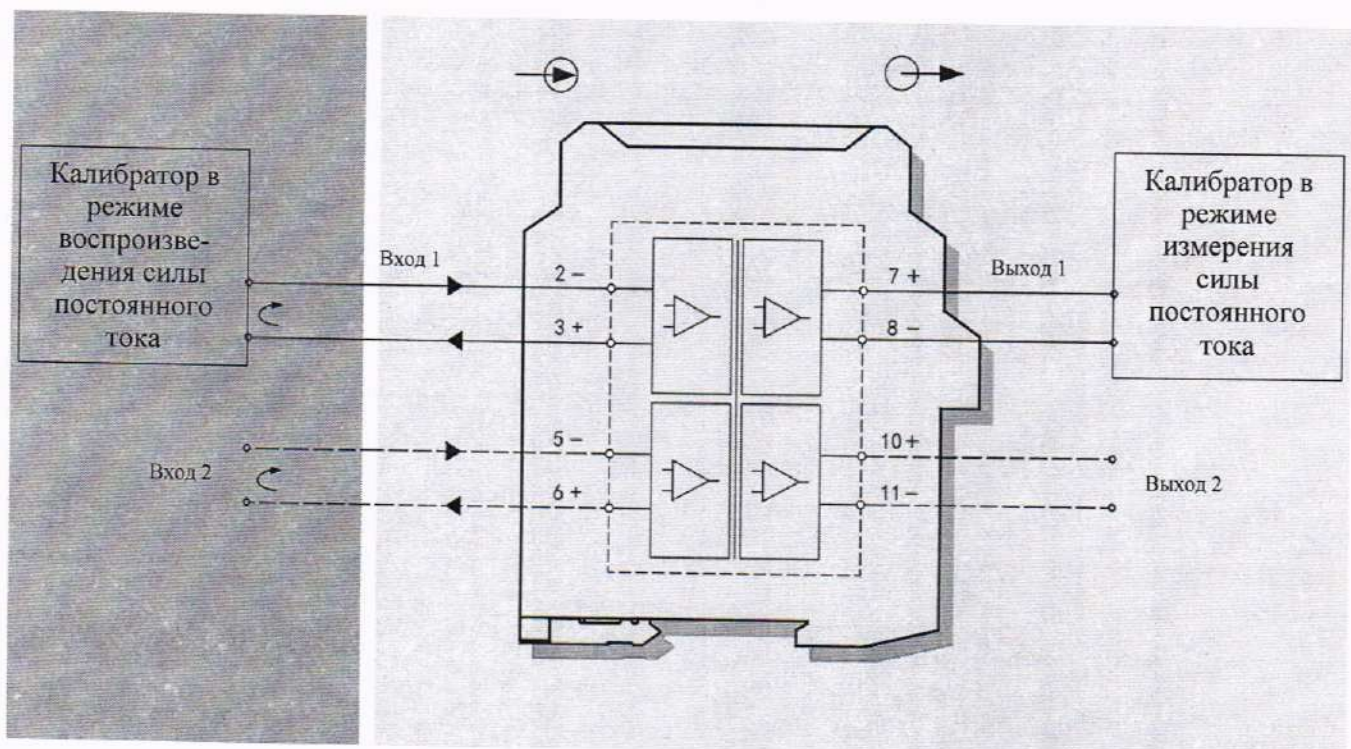 Калибратор в
режиме
воспроизве-
дения силы
постоянного
тока
Вход 1
2 –
3 +
7 +
8 –
Выход 1
Калибратор в
режиме
измерения
силы
постоянного
тока
Вход 2
5 –
6 +
10 +
11 –
Выход 2